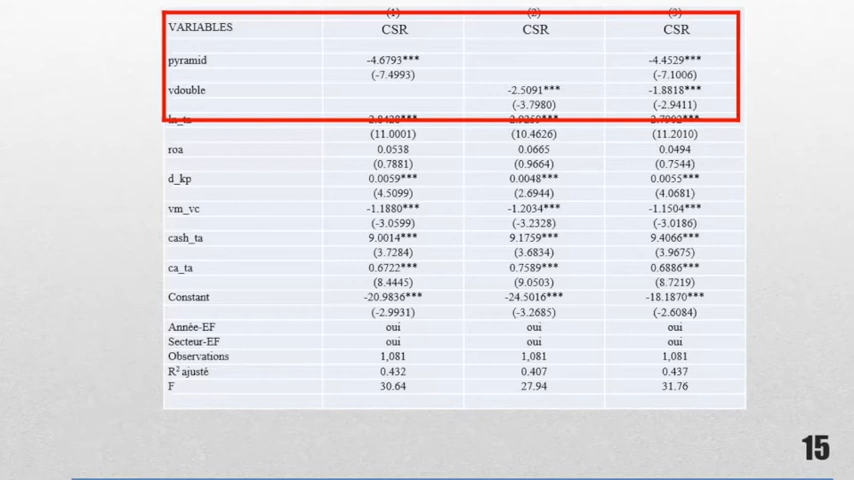 (1) (2) (3)
VARIABLES CSR CSR CSR
pyramid -4.6793*** -4.4529***
(-7.4993) (-7.1006)
vdouble -2.5091*** -1.8818***
(-3.7980) (-2.9411)
ln_ta
(11.0001) (10.4626) (11.2010)
roa 0.0538 0.0665 0.0494
(0.7881) (0.9664) (0.7544)
d_kp 0.0059*** 0.0048*** 0.0055***
(4.5099) (2.6944) (4.0681)
vm_vc -1.1880*** -1.2034*** -1.1504***
(-3.0599) (-3.2328) (-3.0186)
cash_ta 9.0014*** 9.1759*** 9.4066***
(3.7284) (3.6834) (3.9675)
ca_ta 0.6722*** 0.7589*** 0.6886***
(8.4445) (9.0503) (8.7219)
Constant -20.9836*** -24.5016*** -18.1870***
(-2.9931) (-3.2685) (-2.6084)
Année-EF oui oui oui
Secteur-EF oui oui oui
Observations 1,081 1,081 1,081
R² ajusté 0.432 0.407 0.437
F 30.64 27.94 31.76
15